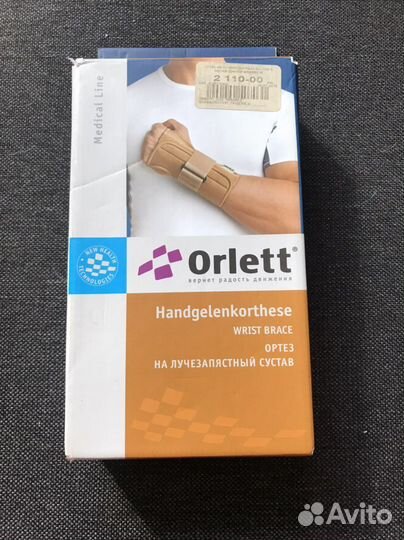 2 110-00
Medical Line
NEW HEALTH
TECHNOLOGIES
Orlett®
вернет радость движения
Handgelenkorthese
WRIST BRACE
ОРТЕЗ
НА ЛУЧЕЗАПЯСТНЫЙ СУСТАВ
Avito